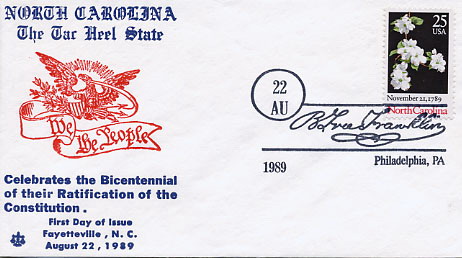 NORTH CAROLINA
The Tar Heel State
We
the People
Celebrates the Bicentennial
of their Ratification of the
Constitution.
First Day of Issue
Fayetteville, N.C.
August 22, 1989
25
USA
November 21, 1789
North Carolina
22
AU
B Free Franklin
1989
Philadelphia, PA